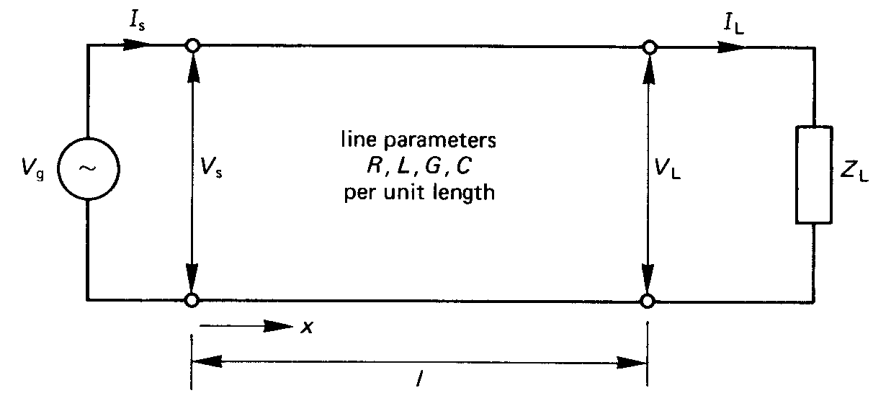 I_s
I_L
V_g
~
V_s
line parameters
R, L, G, C
per unit length
V_L
Z_L
x
l